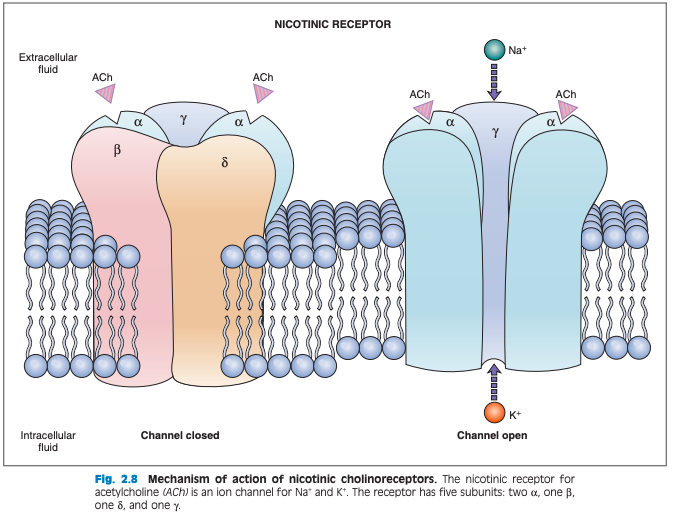 NICOTINIC RECEPTOR
Extracellular
fluid
ACh
ACh
α
γ
α
β
δ
Na⁺
ACh
ACh
α
γ
α
K⁺
Intracellular
fluid
Channel closed
Channel open
Fig. 2.8 Mechanism of action of nicotinic cholinoreceptors. The nicotinic receptor for
acetylcholine (ACh) is an ion channel for Na⁺ and K⁺. The receptor has five subunits: two α, one β,
one δ, and one γ.